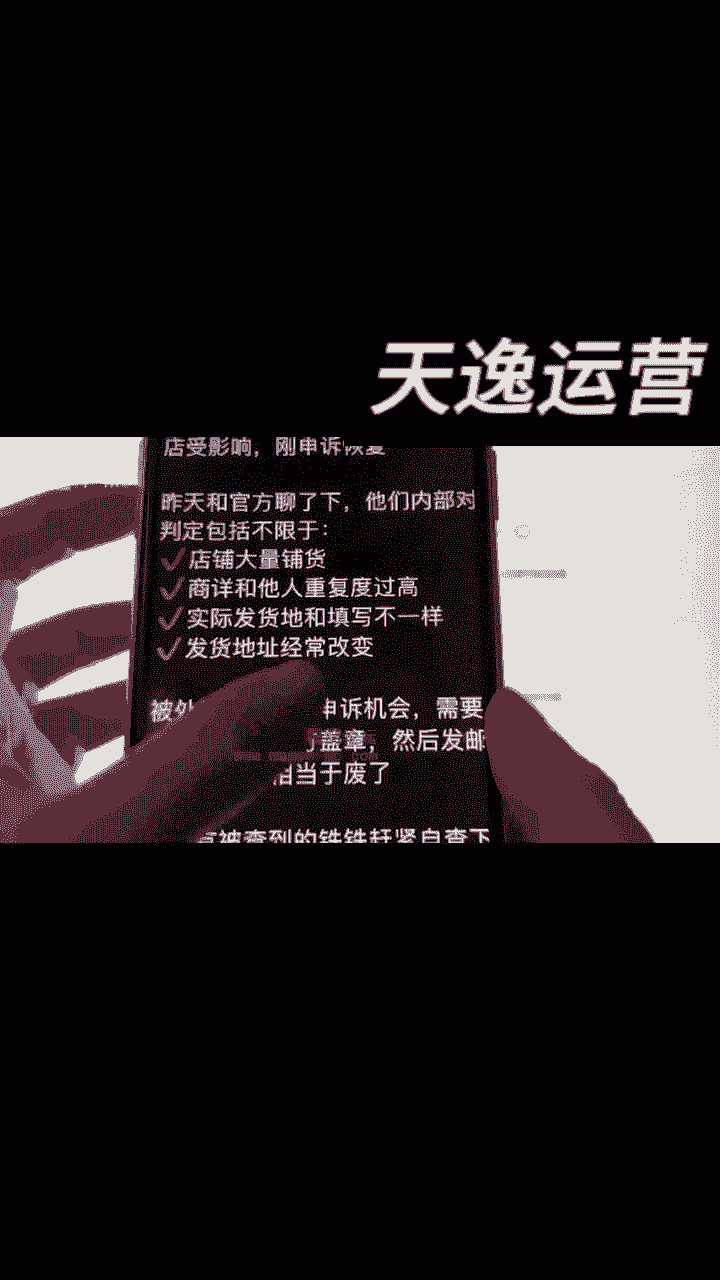 天逸运营
店受影响，刚申诉恢复
昨天和官方聊了下，他们内部对
判定包括不限于：
✓店铺大量铺货
✓商详和他人重复度过高
✓实际发货地和填写不一样
✓发货地址经常改变
被处 申诉机会，需要
盖章，然后发邮
相当于废了
被查到的铁铁赶紧自查下